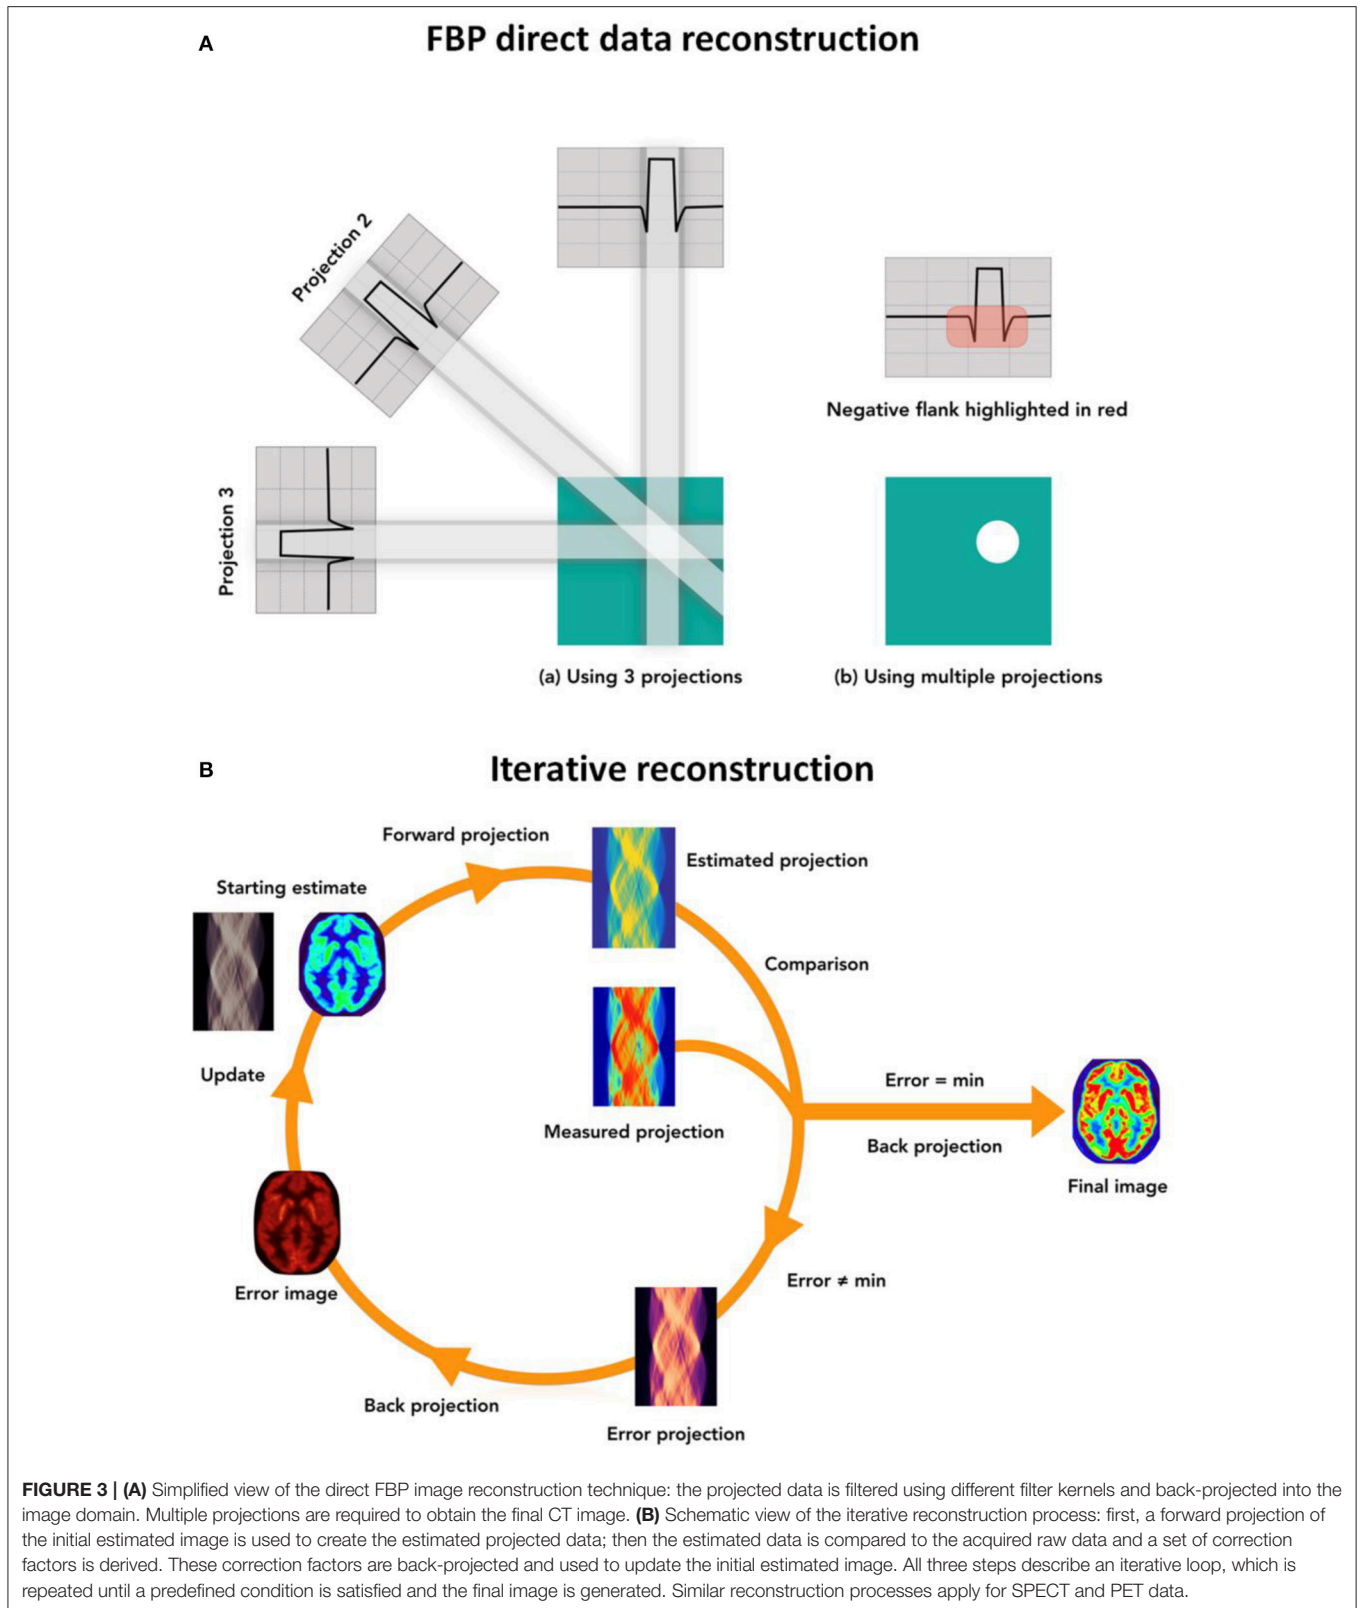 A
FBP direct data reconstruction
Projection 2
Projection 3
Negative flank highlighted in red
(a) Using 3 projections
(b) Using multiple projections
B
Iterative reconstruction
Forward projection
Estimated projection
Starting estimate
Comparison
Update
Measured projection
Error = min
Back projection
Final image
Error ≠ min
Error image
Back projection
Error projection
FIGURE 3 | (A) Simplified view of the direct FBP image reconstruction technique: the projected data is filtered using different filter kernels and back-projected into the
image domain. Multiple projections are required to obtain the final CT image. (B) Schematic view of the iterative reconstruction process: first, a forward projection of
the initial estimated image is used to create the estimated projected data; then the estimated data is compared to the acquired raw data and a set of correction
factors is derived. These correction factors are back-projected and used to update the initial estimated image. All three steps describe an iterative loop, which is
repeated until a predefined condition is satisfied and the final image is generated. Similar reconstruction processes apply for SPECT and PET data.